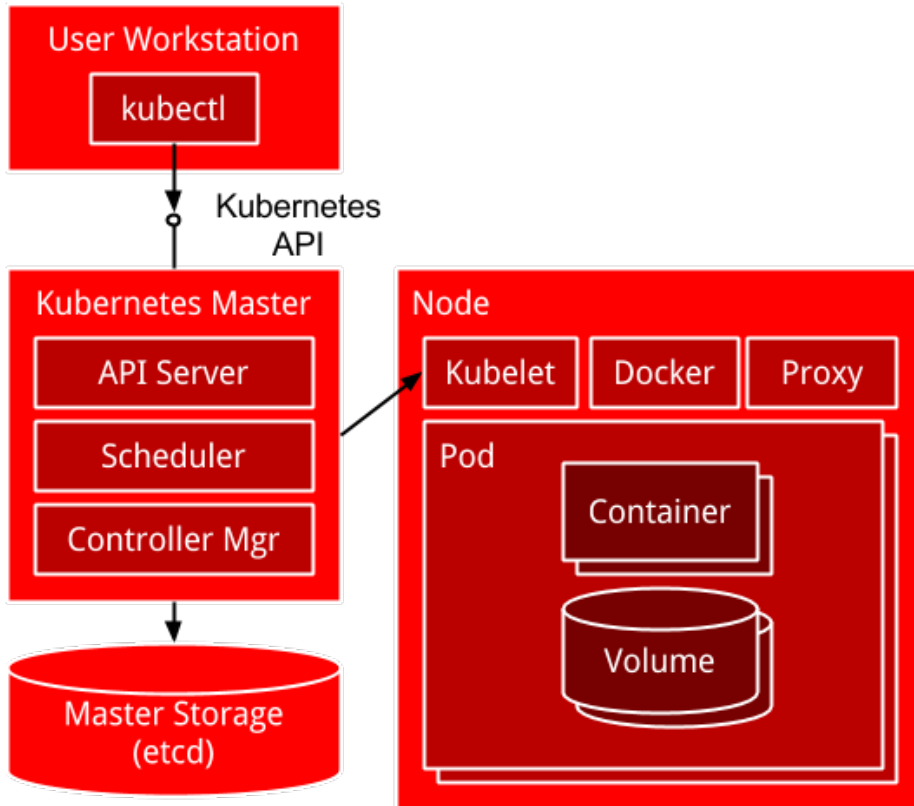 User Workstation
kubectl
Kubernetes
API
Kubernetes Master
API Server
Scheduler
Controller Mgr
Master Storage
(etcd)
Node
Kubelet
Docker
Proxy
Pod
Container
Volume